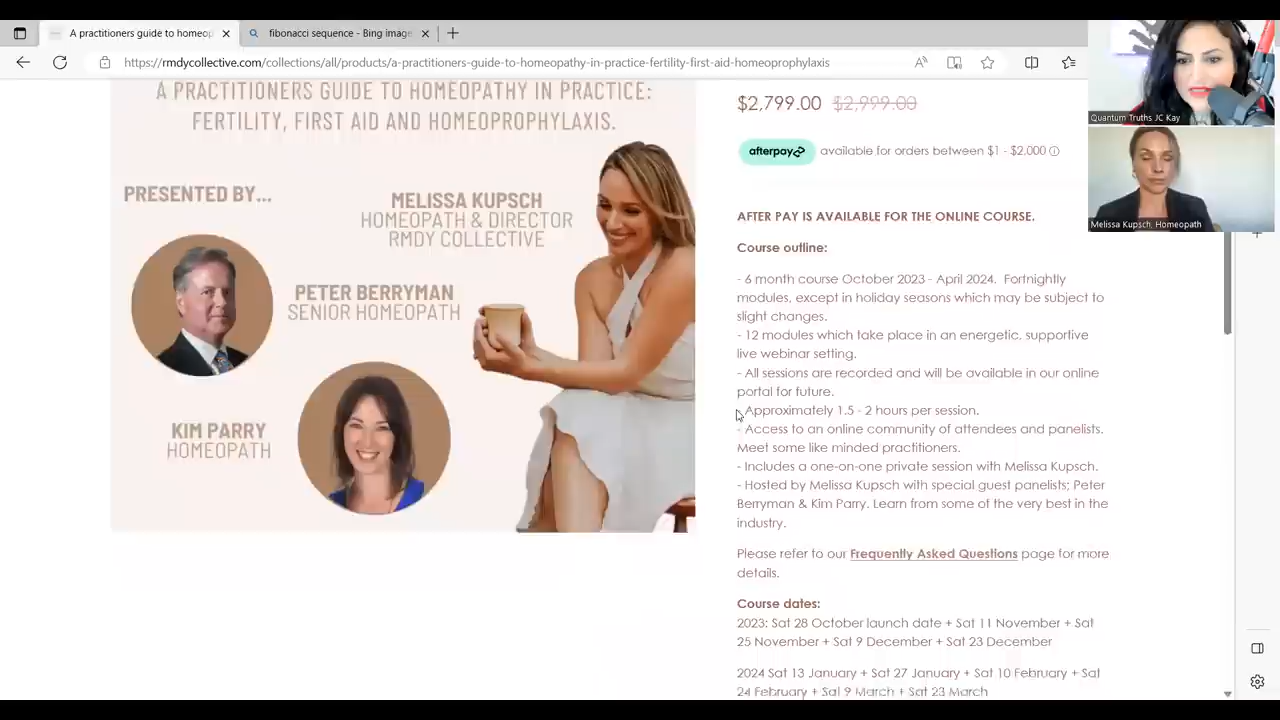 A practitioners guide to homeop
fibonacci sequence - Bing image
https://rmdycollective.com/collections/all/products/a-practitioners-guide-to-homeopathy-in-practice-fertility-first-aid-homeoprophylaxis
Quantum Truths JC Kay
Melissa Kupsch, Homeopath
A PRACTITIONERS GUIDE TO HOMEOPATHY IN PRACTICE:
FERTILITY, FIRST AID AND HOMEOPROPHYLAXIS.
PRESENTED BY...
MELISSA KUPSCH
HOMEOPATH & DIRECTOR
RMDY COLLECTIVE
PETER BERRYMAN
SENIOR HOMEOPATH
KIM PARRY
HOMEOPATH
$2,799.00 $2,999.00
afterpay available for orders between $1 - $2,000
AFTER PAY IS AVAILABLE FOR THE ONLINE COURSE.
Course outline:
- 6 month course October 2023 - April 2024. Fortnightly
modules, except in holiday seasons which may be subject to
slight changes.
- 12 modules which take place in an energetic, supportive
live webinar setting.
- All sessions are recorded and will be available in our online
portal for future.
- Approximately 1.5 - 2 hours per session.
- Access to an online community of attendees and panelists.
Meet some like minded practitioners.
- Includes a one-on-one private session with Melissa Kupsch.
- Hosted by Melissa Kupsch with special guest panelists; Peter
Berryman & Kim Parry. Learn from some of the very best in the
industry.
Please refer to our Frequently Asked Questions page for more
details.
Course dates:
2023: Sat 28 October launch date + Sat 11 November + Sat
25 November + Sat 9 December + Sat 23 December
2024 Sat 13 January + Sat 27 January + Sat 10 February + Sat
24 February + Sat 9 March + Sat 23 March